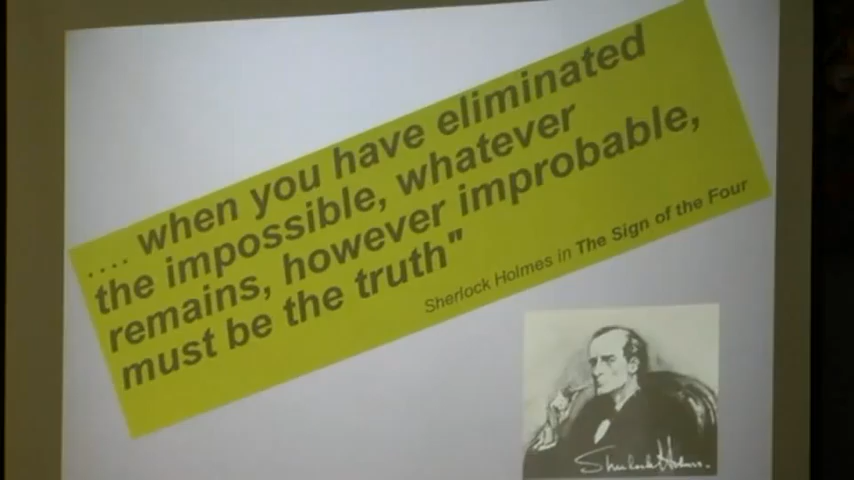 .... when you have eliminated
the impossible, whatever
remains, however improbable,
must be the truth"
Sherlock Holmes in The Sign of the Four
Sherlock Holmes.